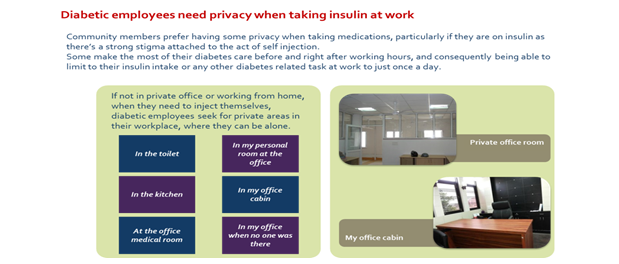 Diabetic employees need privacy when taking insulin at work
Community members prefer having some privacy when taking medications, particularly if they are on insulin as
there's a strong stigma attached to the act of self injection.
Some make the most of their diabetes care before and right after working hours, and consequently being able to
limit to their insulin intake or any other diabetes related task at work to just once a day.
If not in private office or working from home,
when they need to inject themselves,
diabetic employees seek for private areas in
their workplace, where they can be alone.
In the toilet
In my personal
room at the
office
In the kitchen
In my office
cabin
At the office
medical room
In my office
when no one was
there
Private office room
My office cabin